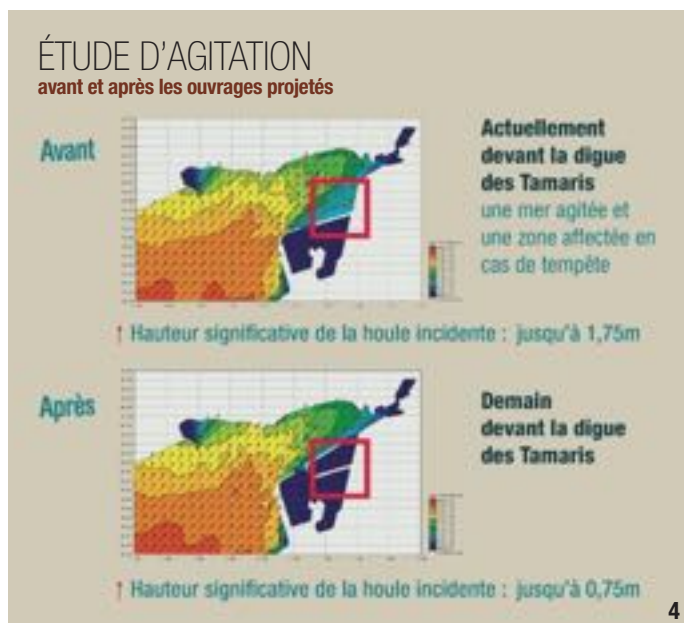 ÉTUDE D'AGITATION
avant et après les ouvrages projetés
Avant
Actuellement
devant la digue
des Tamaris
une mer agitée et
une zone affectée en
cas de tempête
↑ Hauteur significative de la houle incidente : jusqu'à 1,75m
Après
Demain
devant la digue
des Tamaris
↑ Hauteur significative de la houle incidente : jusqu'à 0,75m
4